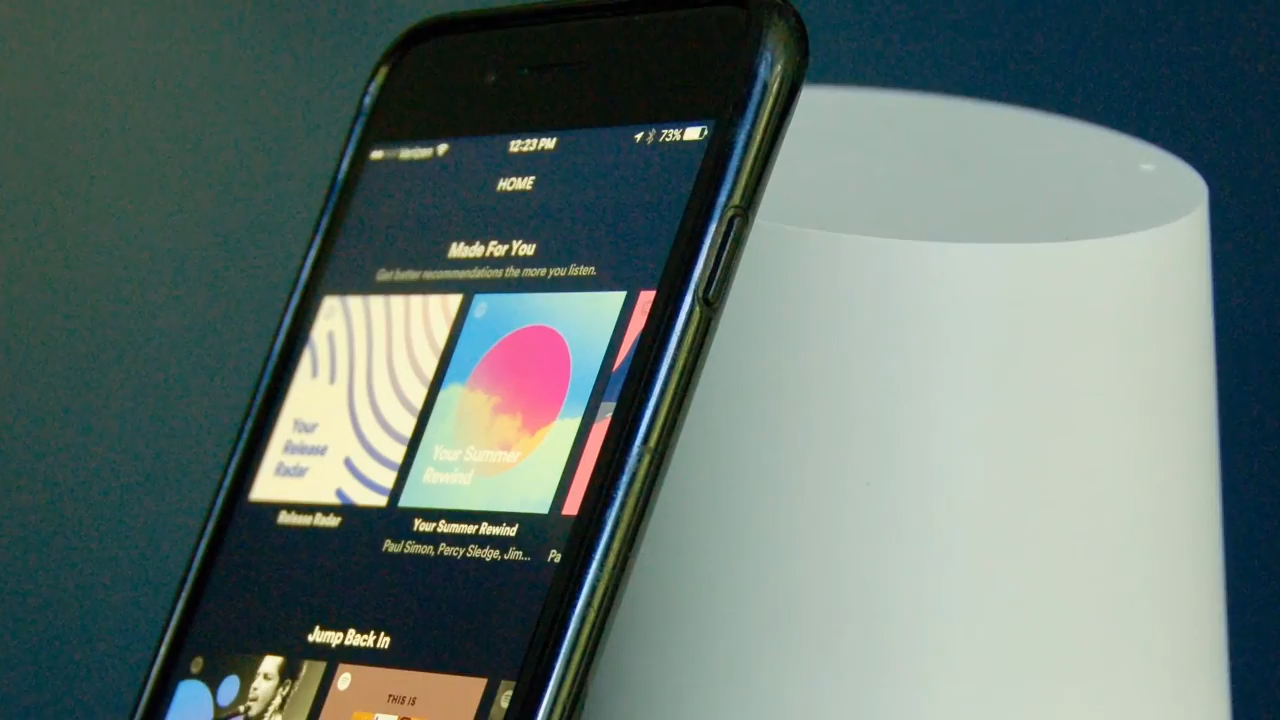 Verizon 12:23 PM 73%
HOME
Made For You
Get better recommendations the more you listen.
Your
Release
Radar
Your Summer
Rewind
Release Radar
Your Summer Rewind
Paul Simon, Percy Sledge, Jim...
Pa
Jump Back In
THIS IS